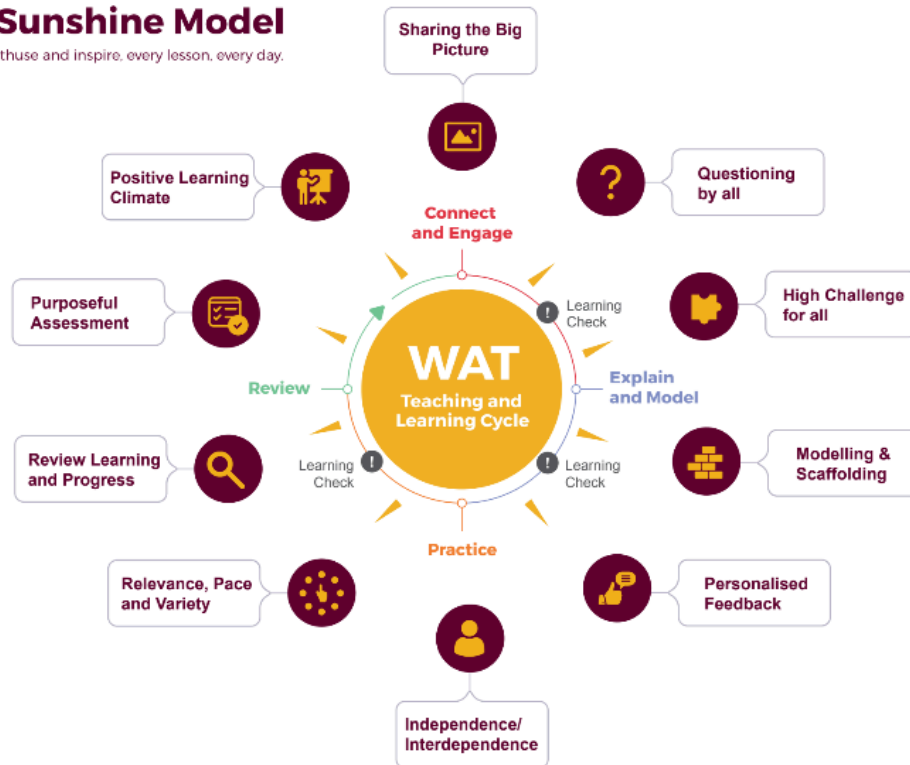 Sunshine Model
thuse and inspire, every lesson, every day.
Sharing the Big
Picture
Positive Learning
Climate
Questioning
by all
Connect
and Engage
Purposeful
Assessment
High Challenge
for all
Learning
Check
WAT
Teaching and
Learning Cycle
Review
Explain
and Model
Review Learning
and Progress
Learning
Check
Learning
Check
Modelling &
Scaffolding
Practice
Relevance, Pace
and Variety
Personalised
Feedback
Independence/
Interdependence